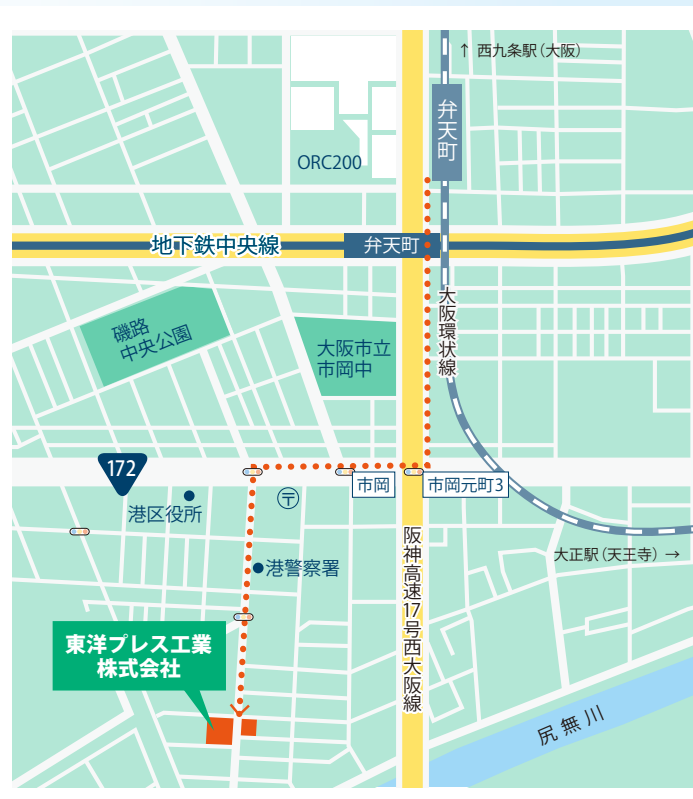 ↑ 西九条駅（大阪）
弁天町
ORC200
地下鉄中央線
弁天町
大阪環状線
磯路
中央公園
大阪市立
市岡中
172
市岡
市岡元町3
港区役所
〒
阪神高速17号西大阪線
大正駅（天王寺） →
港警察署
東洋プレス工業
株式会社
尻無川